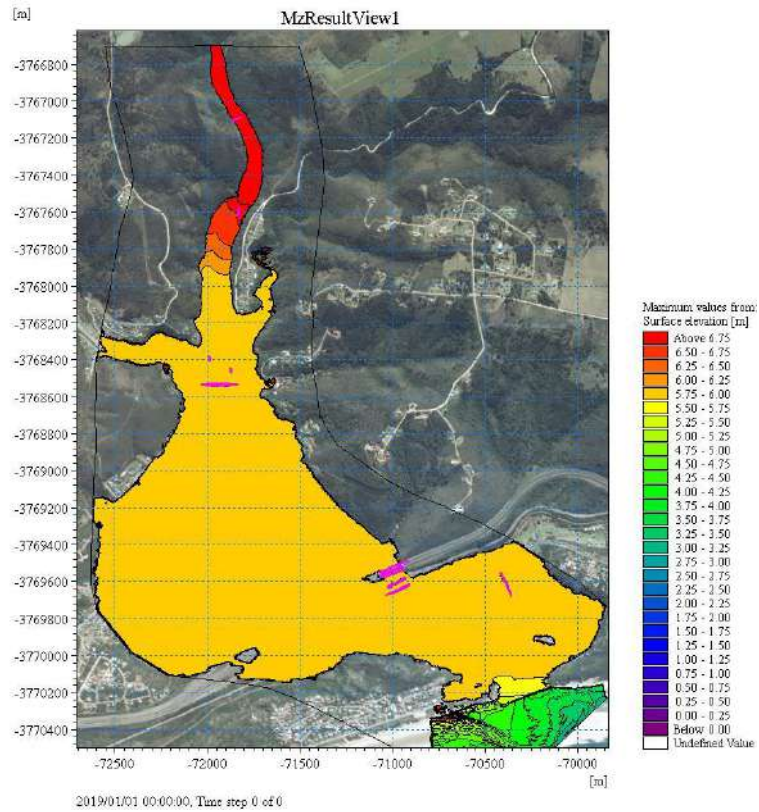 MzResultView1
[m]
-3766800
-3767000
-3767200
-3767400
-3767600
-3767800
-3768000
-3768200
-3768400
-3768600
-3768800
-3769000
-3769200
-3769400
-3769600
-3769800
-3770000
-3770200
-3770400
-72500
-72000
-71500
-71000
-70500
-70000
[m]
Maximum values from:
Surface elevation [m]
Above 6.75
6.50 - 6.75
6.25 - 6.50
6.00 - 6.25
5.75 - 6.00
5.50 - 5.75
5.25 - 5.50
5.00 - 5.25
4.75 - 5.00
4.50 - 4.75
4.25 - 4.50
4.00 - 4.25
3.75 - 4.00
3.50 - 3.75
3.25 - 3.50
3.00 - 3.25
2.75 - 3.00
2.50 - 2.75
2.25 - 2.50
2.00 - 2.25
1.75 - 2.00
1.50 - 1.75
1.25 - 1.50
1.00 - 1.25
0.75 - 1.00
0.50 - 0.75
0.25 - 0.50
0.00 - 0.25
Below 0.00
Undefined Value
2019/01/01 00:00:00, Time step 0 of 0